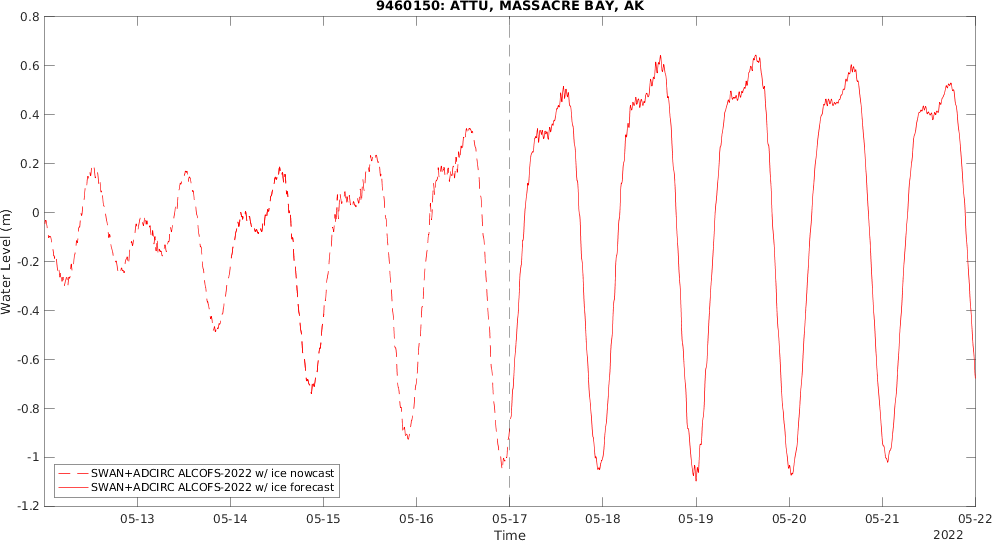 9460150: ATTU, MASSACRE BAY, AK
0.8
0.6
0.4
0.2
0
-0.2
-0.4
-0.6
-0.8
-1
-1.2
Water Level (m)
SWAN+ADCIRC ALCOFS-2022 w/ ice nowcast
SWAN+ADCIRC ALCOFS-2022 w/ ice forecast
05-13 05-14 05-15 05-16 05-17 05-18 05-19 05-20 05-21 05-22
Time
2022